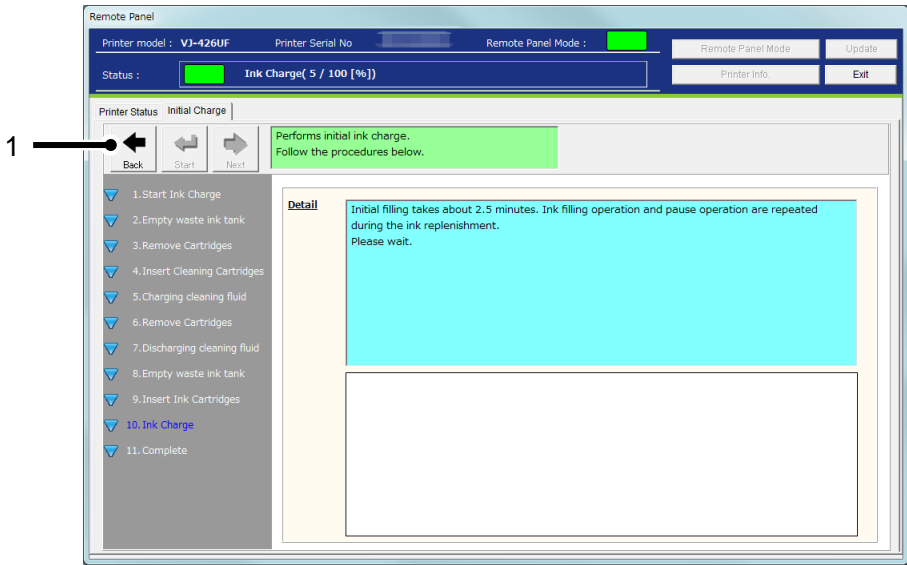 Remote Panel
Printer model : VJ-426UF Printer Serial No Remote Panel Mode :
Remote Panel Mode Update
Status : Ink Charge( 5 / 100 [%])
Printer Info. Exit
Printer Status Initial Charge
1
Back Start Next
Performs initial ink charge.
Follow the procedures below.
1.Start Ink Charge
2.Empty waste ink tank
3.Remove Cartridges
4.Insert Cleaning Cartridges
5.Charging cleaning fluid
6.Remove Cartridges
7.Discharging cleaning fluid
8.Empty waste ink tank
9.Insert Ink Cartridges
10.Ink Charge
11.Complete
Detail
Initial filling takes about 2.5 minutes. Ink filling operation and pause operation are repeated
during the ink replenishment.
Please wait.